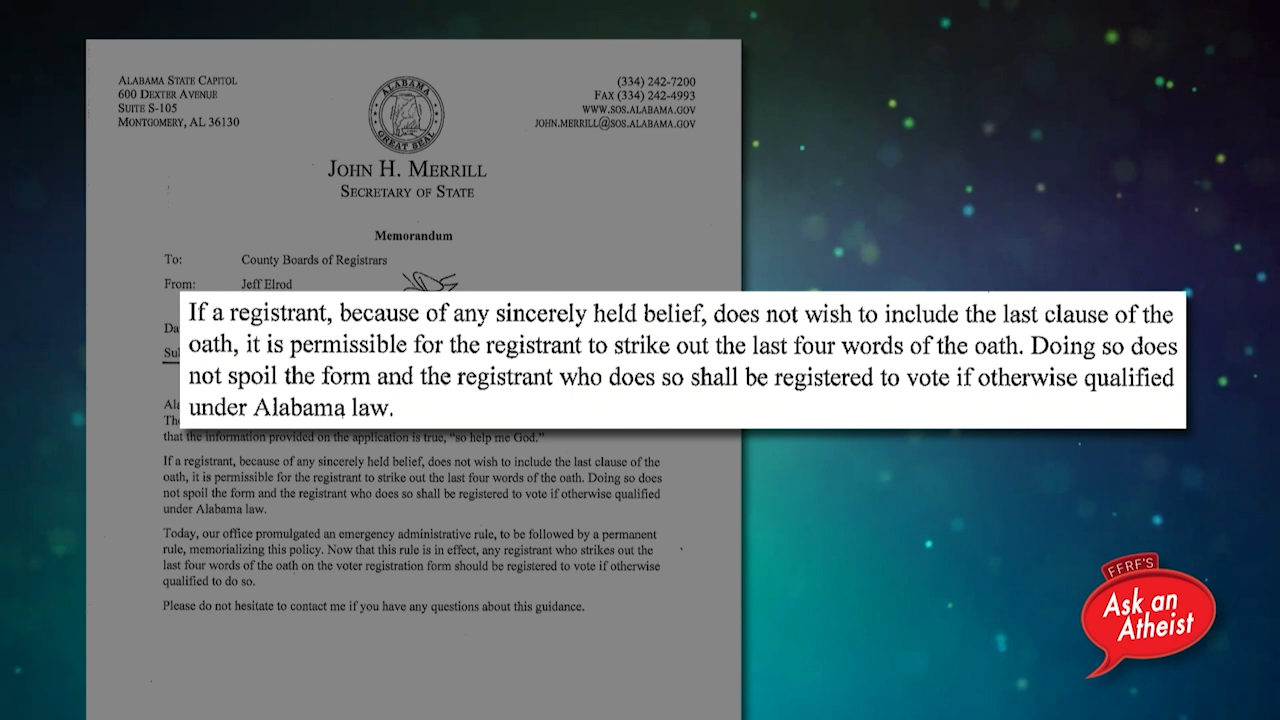 ALABAMA STATE CAPITOL
600 DEXTER AVENUE
SUITE S-105
MONTGOMERY, AL 36130
ALABAMA
GREAT SEAL
(334) 242-7200
FAX (334) 242-4993
WWW.SOS.ALABAMA.GOV
JOHN.MERRILL@SOS.ALABAMA.GOV
JOHN H. MERRILL
SECRETARY OF STATE
Memorandum
To: County Boards of Registrars
From: Jeff Elrod
If a registrant, because of any sincerely held belief, does not wish to include the last clause of the
oath, it is permissible for the registrant to strike out the last four words of the oath. Doing so does
not spoil the form and the registrant who does so shall be registered to vote if otherwise qualified
under Alabama law.
that the information provided on the application is true, "so help me God."
If a registrant, because of any sincerely held belief, does not wish to include the last clause of the
oath, it is permissible for the registrant to strike out the last four words of the oath. Doing so does
not spoil the form and the registrant who does so shall be registered to vote if otherwise qualified
under Alabama law.
Today, our office promulgated an emergency administrative rule, to be followed by a permanent
rule, memorializing this policy. Now that this rule is in effect, any registrant who strikes out the
last four words of the oath on the voter registration form should be registered to vote if otherwise
qualified to do so.
Please do not hesitate to contact me if you have any questions about this guidance.
FFRF'S
Ask an
Atheist